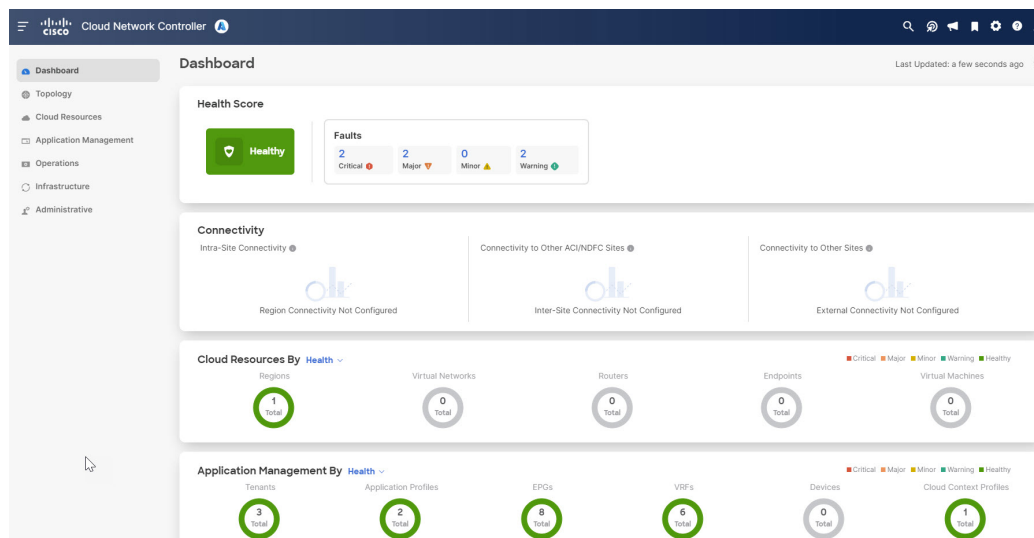 CISCO Cloud Network Controller
Dashboard
Topology
Cloud Resources
Application Management
Operations
Infrastructure
Administrative
Dashboard
Last Updated: a few seconds ago
Health Score
Healthy
Faults
2 2 0 2
Critical Major Minor Warning
Connectivity
Intra-Site Connectivity Connectivity to Other ACI/NDFC Sites Connectivity to Other Sites
Region Connectivity Not Configured Inter-Site Connectivity Not Configured External Connectivity Not Configured
Cloud Resources By Health Critical Major Minor Warning Healthy
Regions Virtual Networks Routers Endpoints Virtual Machines
1 0 0 0 0
Total Total Total Total Total
Application Management By Health Critical Major Minor Warning Healthy
Tenants Application Profiles EPGs VRFs Devices Cloud Context Profiles
3 2 8 6 0 1
Total Total Total Total Total Total